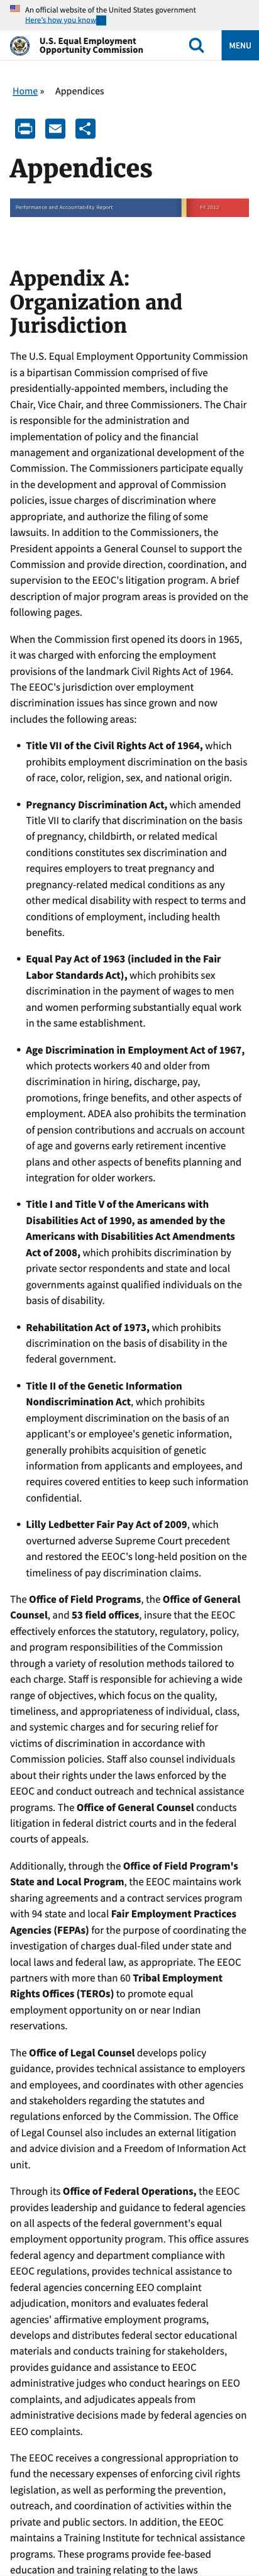 An official website of the United States government
Here's how you know
U.S. Equal Employment
Opportunity Commission
MENU
Home » Appendices
Appendices
Performance and Accountability Report FY 2012
Appendix A:
Organization and
Jurisdiction
The U.S. Equal Employment Opportunity Commission
is a bipartisan Commission comprised of five
presidentially-appointed members, including the
Chair, Vice Chair, and three Commissioners. The Chair
is responsible for the administration and
implementation of policy and the financial
management and organizational development of the
Commission. The Commissioners participate equally
in the development and approval of Commission
policies, issue charges of discrimination where
appropriate, and authorize the filing of some
lawsuits. In addition to the Commissioners, the
President appoints a General Counsel to support the
Commission and provide direction, coordination, and
supervision to the EEOC's litigation program. A brief
description of major program areas is provided on the
following pages.
When the Commission first opened its doors in 1965,
it was charged with enforcing the employment
provisions of the landmark Civil Rights Act of 1964.
The EEOC's jurisdiction over employment
discrimination issues has since grown and now
includes the following areas:
• Title VII of the Civil Rights Act of 1964, which
prohibits employment discrimination on the basis
of race, color, religion, sex, and national origin.
• Pregnancy Discrimination Act, which amended
Title VII to clarify that discrimination on the basis
of pregnancy, childbirth, or related medical
conditions constitutes sex discrimination and
requires employers to treat pregnancy and
pregnancy-related medical conditions as any
other medical disability with respect to terms and
conditions of employment, including health
benefits.
• Equal Pay Act of 1963 (included in the Fair
Labor Standards Act), which prohibits sex
discrimination in the payment of wages to men
and women performing substantially equal work
in the same establishment.
• Age Discrimination in Employment Act of 1967,
which protects workers 40 and older from
discrimination in hiring, discharge, pay,
promotions, fringe benefits, and other aspects of
employment. ADEA also prohibits the termination
of pension contributions and accruals on account
of age and governs early retirement incentive
plans and other aspects of benefits planning and
integration for older workers.
• Title I and Title V of the Americans with
Disabilities Act of 1990, as amended by the
Americans with Disabilities Act Amendments
Act of 2008, which prohibits discrimination by
private sector respondents and state and local
governments against qualified individuals on the
basis of disability.
• Rehabilitation Act of 1973, which prohibits
discrimination on the basis of disability in the
federal government.
• Title II of the Genetic Information
Nondiscrimination Act, which prohibits
employment discrimination on the basis of an
applicant's or employee's genetic information,
generally prohibits acquisition of genetic
information from applicants and employees, and
requires covered entities to keep such information
confidential.
• Lilly Ledbetter Fair Pay Act of 2009, which
overturned adverse Supreme Court precedent
and restored the EEOC's long-held position on the
timeliness of pay discrimination claims.
The Office of Field Programs, the Office of General
Counsel, and 53 field offices, insure that the EEOC
effectively enforces the statutory, regulatory, policy,
and program responsibilities of the Commission
through a variety of resolution methods tailored to
each charge. Staff is responsible for achieving a wide
range of objectives, which focus on the quality,
timeliness, and appropriateness of individual, class,
and systemic charges and for securing relief for
victims of discrimination in accordance with
Commission policies. Staff also counsel individuals
about their rights under the laws enforced by the
EEOC and conduct outreach and technical assistance
programs. The Office of General Counsel conducts
litigation in federal district courts and in the federal
courts of appeals.
Additionally, through the Office of Field Program's
State and Local Program, the EEOC maintains work
sharing agreements and a contract services program
with 94 state and local Fair Employment Practices
Agencies (FEPAs) for the purpose of coordinating the
investigation of charges dual-filed under state and
local laws and federal law, as appropriate. The EEOC
partners with more than 60 Tribal Employment
Rights Offices (TEROs) to promote equal
employment opportunity on or near Indian
reservations.
The Office of Legal Counsel develops policy
guidance, provides technical assistance to employers
and employees, and coordinates with other agencies
and stakeholders regarding the statutes and
regulations enforced by the Commission. The Office
of Legal Counsel also includes an external litigation
and advice division and a Freedom of Information Act
unit.
Through its Office of Federal Operations, the EEOC
provides leadership and guidance to federal agencies
on all aspects of the federal government's equal
employment opportunity program. This office assures
federal agency and department compliance with
EEOC regulations, provides technical assistance to
federal agencies concerning EEO complaint
adjudication, monitors and evaluates federal
agencies' affirmative employment programs,
develops and distributes federal sector educational
materials and conducts training for stakeholders,
provides guidance and assistance to EEOC
administrative judges who conduct hearings on EEO
complaints, and adjudicates appeals from
administrative decisions made by federal agencies on
EEO complaints.
The EEOC receives a congressional appropriation to
fund the necessary expenses of enforcing civil rights
legislation, as well as performing the prevention,
outreach, and coordination of activities within the
private and public sectors. In addition, the EEOC
maintains a Training Institute for technical assistance
programs. These programs provide fee-based
education and training relating to the laws